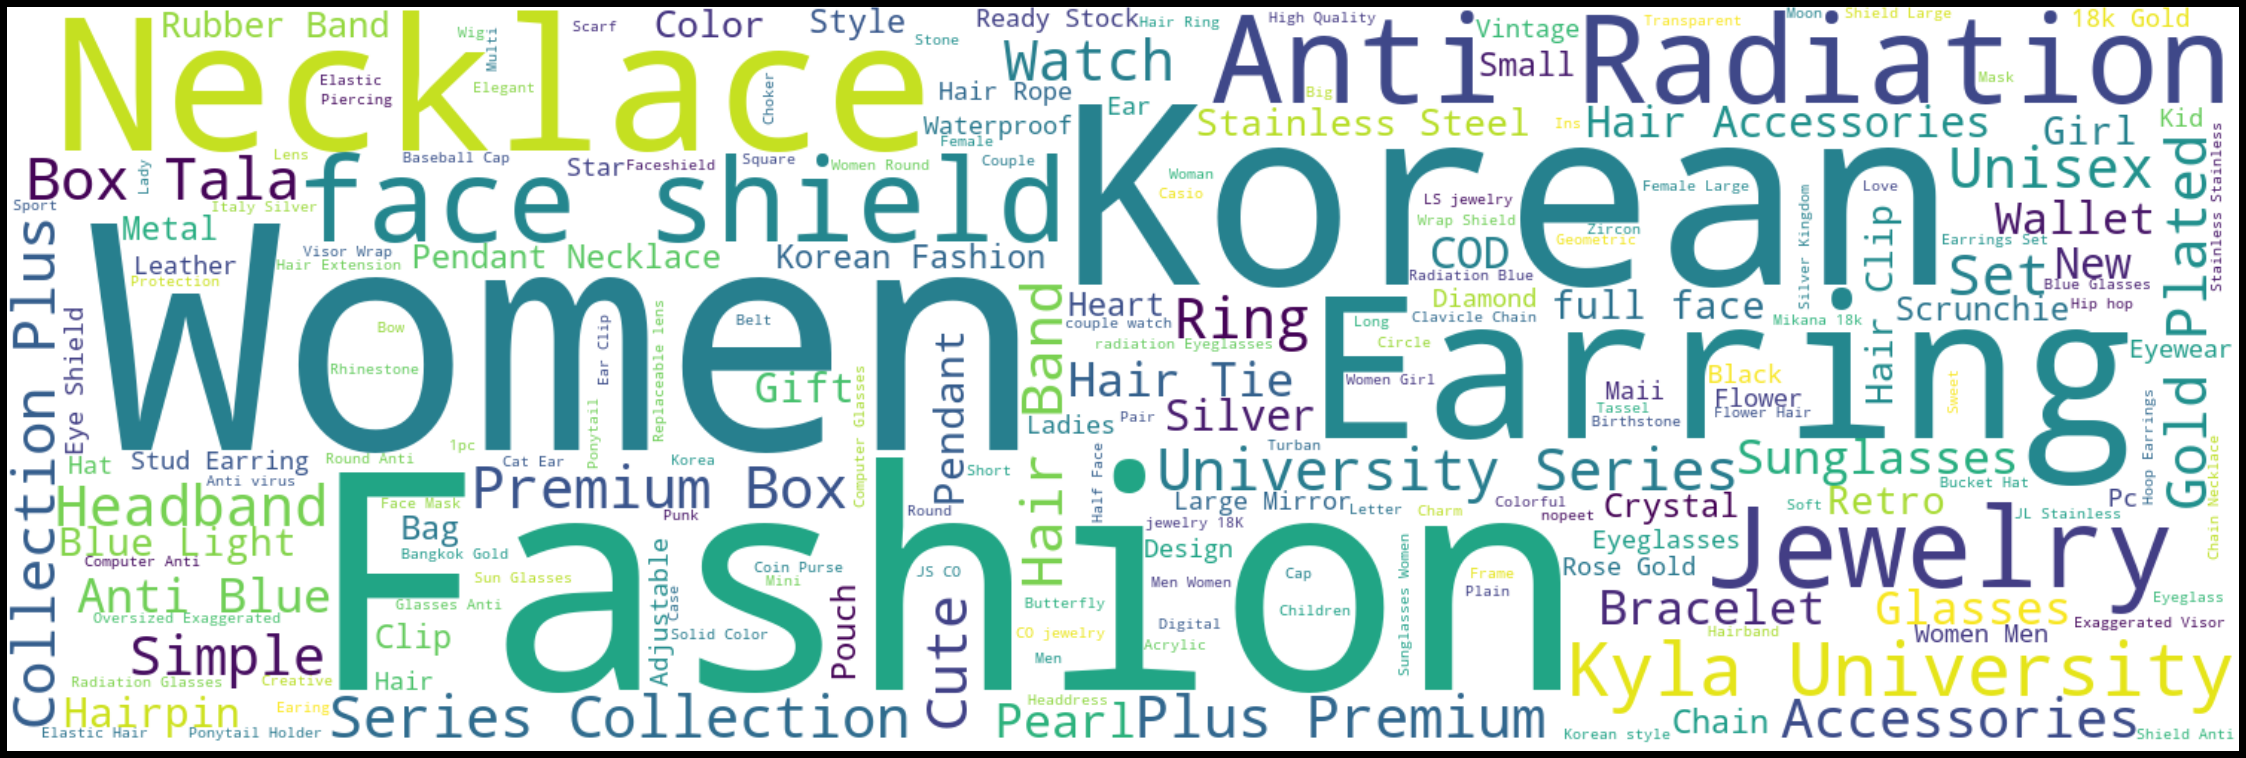 Necklace
Rubber Band
Wig
Multi
Scarf
Color
Style
Stone
Ready Stock
Hair Ring
High Quality
Anti Radiation
Vintage
Transparent
Moon
Shield Large
18k Gold
Elastic
Piercing
Elegant
Choker
Watch
Small
Mask
Hair Rope
Big
Ear
Waterproof
Female
Stainless Steel
Ins
Hair Accessories
Girl
Kid
Korean
Box Tala
Lady
Lens
face shield
Baseball Cap
Star
Faceshield
Square
Women Round
Couple
Woman
Casio
Female Large
Love
Unisex
Stainless Stainless
Sport
Italy Silver
LS jewelry
Wrap Shield
Zircon
Geometric
Silver Kingdom
Wallet
Metal
Visor Wrap
Pendant Necklace
Korean Fashion
COD
Earrings Set
New
Leather
Hair Extension
Protection
Radiation Blue
Set
Blue Glasses
Gold Plated
Women
Collection Plus
Eye Shield
Bow
Rhinestone
Ear Clip
Replaceable lens
Belt
Hair Band
Heart
couple watch
Ring
Diamond
Clavicle Chain
full face
Scrunchie
Hip hop
Earring
Long
Circle
Mikana 18k
Hair Clip
Eyewear
radiation Eyeglasses
Gift
Pendant
Hair Tie
Women Girl
Maii
Black
Flower
Sweet
Computer Glasses
Ponytail
Ladies
Pair
Silver
Tassel
Birthstone
Flower Hair
Hoop Earrings
1pc
Turban
Hat
Stud Earring
Round Anti
Anti virus
Cat Ear
Korea
Short
Half Face
University Series
Sunglasses
Bucket Hat
Chain Necklace
Headband
Fashion
Face Mask
Premium Box
Punk
Round
Large Mirror
Letter
Charm
Colorful
nopeet
Crystal
Soft
Retro
Pc
JL Stainless
Blue Light
Bag
jewelry 18K
Jewelry
Computer Anti
Bangkok Gold
Adjustable
Coin Purse
Mini
JS CO
Design
Eyeglasses
Sun Glasses
Case
Men Women
Cap
Sunglasses Women
Frame
Plain
Rose Gold
Anti Blue
Glasses Anti
Pouch
Cute
Butterfly
Children
Bracelet
Glasses
Eyeglass
Oversized Exaggerated
Clip
Solid Color
CO jewelry
Digital
Acrylic
Hairband
Women Men
Exaggerated Visor
Simple
Men
Kyla University
Radiation Glasses
Creative
Hair
Hairpin
Earing
Headdress
Elastic Hair
Ponytail Holder
Series Collection
Pearl
Plus Premium
Korean style
Chain
Accessories
Shield Anti